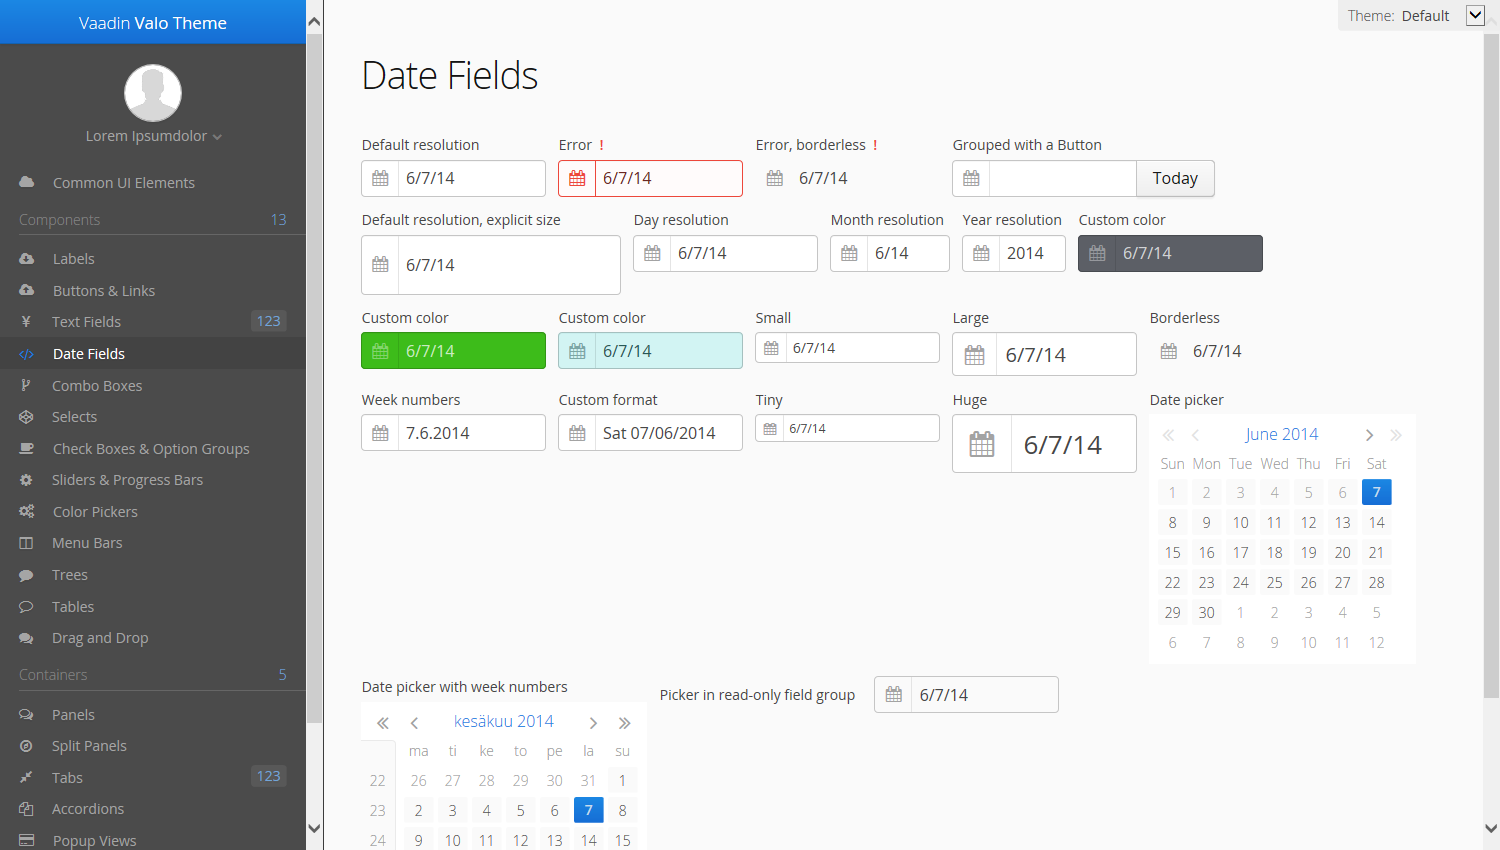 Vaadin Valo Theme
Lorem Ipsumdolor
Common UI Elements
Components 13
Labels
Buttons & Links
Text Fields 123
Date Fields
Combo Boxes
Selects
Check Boxes & Option Groups
Sliders & Progress Bars
Color Pickers
Menu Bars
Trees
Tables
Drag and Drop
Containers 5
Panels
Split Panels
Tabs 123
Accordions
Popup Views
Theme: Default
Date Fields
Default resolution Error ! Error, borderless ! Grouped with a Button
6/7/14 6/7/14 6/7/14 Today
Default resolution, explicit size Day resolution Month resolution Year resolution Custom color
6/7/14 6/7/14 6/14 2014 6/7/14
Custom color Custom color Small Large Borderless
6/7/14 6/7/14 6/7/14 6/7/14 6/7/14
Week numbers Custom format Tiny Huge Date picker
7.6.2014 Sat 07/06/2014 6/7/14 6/7/14
June 2014
Sun Mon Tue Wed Thu Fri Sat
1 2 3 4 5 6 7
8 9 10 11 12 13 14
15 16 17 18 19 20 21
22 23 24 25 26 27 28
29 30 1 2 3 4 5
6 7 8 9 10 11 12
Date picker with week numbers
kesäkuu 2014
ma ti ke to pe la su
22 26 27 28 29 30 31 1
23 2 3 4 5 6 7 8
24 9 10 11 12 13 14 15
Picker in read-only field group 6/7/14